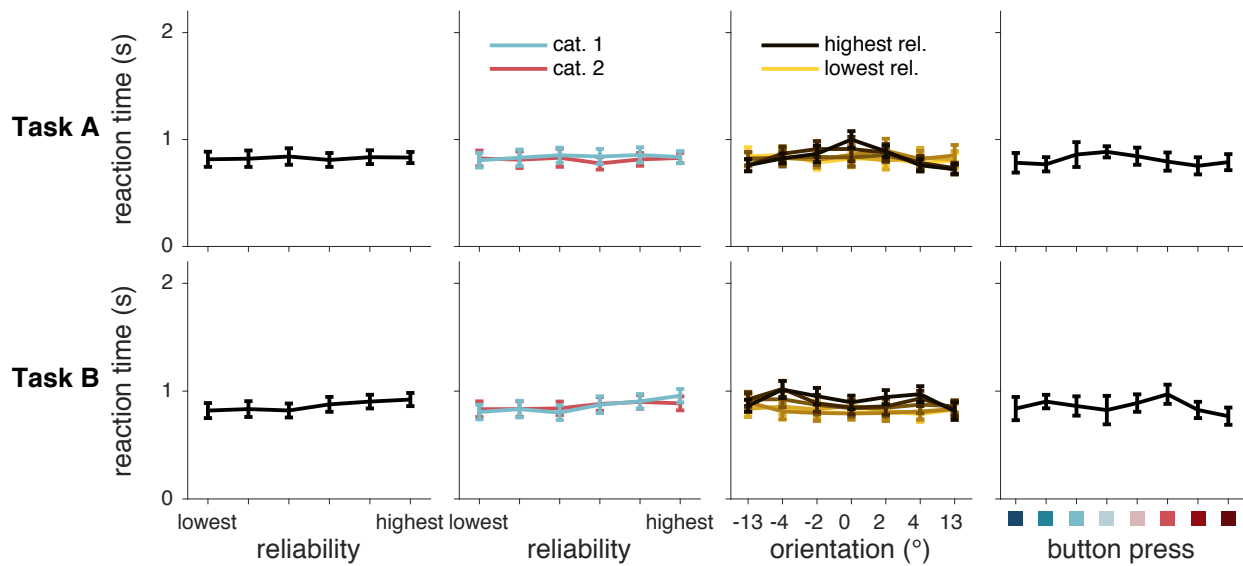 2
cat. 1
cat. 2
highest rel.
lowest rel.
Task A
reaction time (s)
1
0
2
Task B
reaction time (s)
1
0
lowest
highest
lowest
highest
-13
-4
-2
0
2
4
13
reliability
reliability
orientation (°)
button press